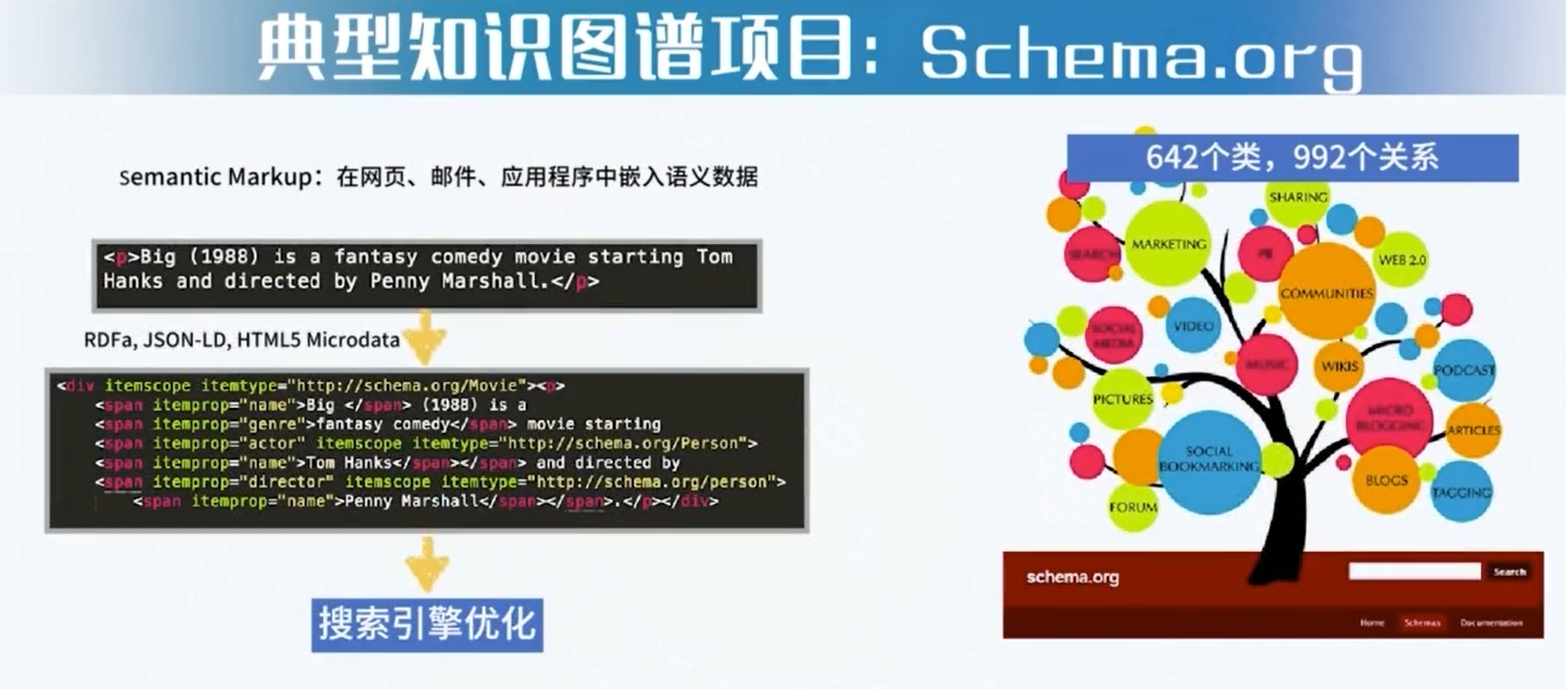 典型知识图谱项目：Schema.org
semantic Markup：在网页、邮件、应用程序中嵌入语义数据
<p>Big (1988) is a fantasy comedy movie starting Tom
Hanks and directed by Penny Marshall.</p>
RDFa, JSON-LD, HTML5 Microdata
<div itemscope itemtype="http://schema.org/Movie"><p>
<span itemprop="name">Big </span> (1988) is a
<span itemprop="genre">fantasy comedy</span> movie starting
<span itemprop="actor" itemscope itemtype="http://schema.org/Person">
<span itemprop="name">Tom Hanks</span></span> and directed by
<span itemprop="director" itemscope itemtype="http://schema.org/person">
<span itemprop="name">Penny Marshall</span></span>.</p></div>
搜索引擎优化
642个类，992个关系
SHARING
MARKETING
SEARCH
PR
WEB 2.0
COMMUNITIES
SOCIAL
MEDIA
VIDEO
MUSIC
WIKIS
PODCAST
PICTURES
MICRO
BLOGGING
ARTICLES
SOCIAL
BOOKMARKING
BLOGS
TAGGING
FORUM
schema.org
Search
Home
Schemas
Documentation